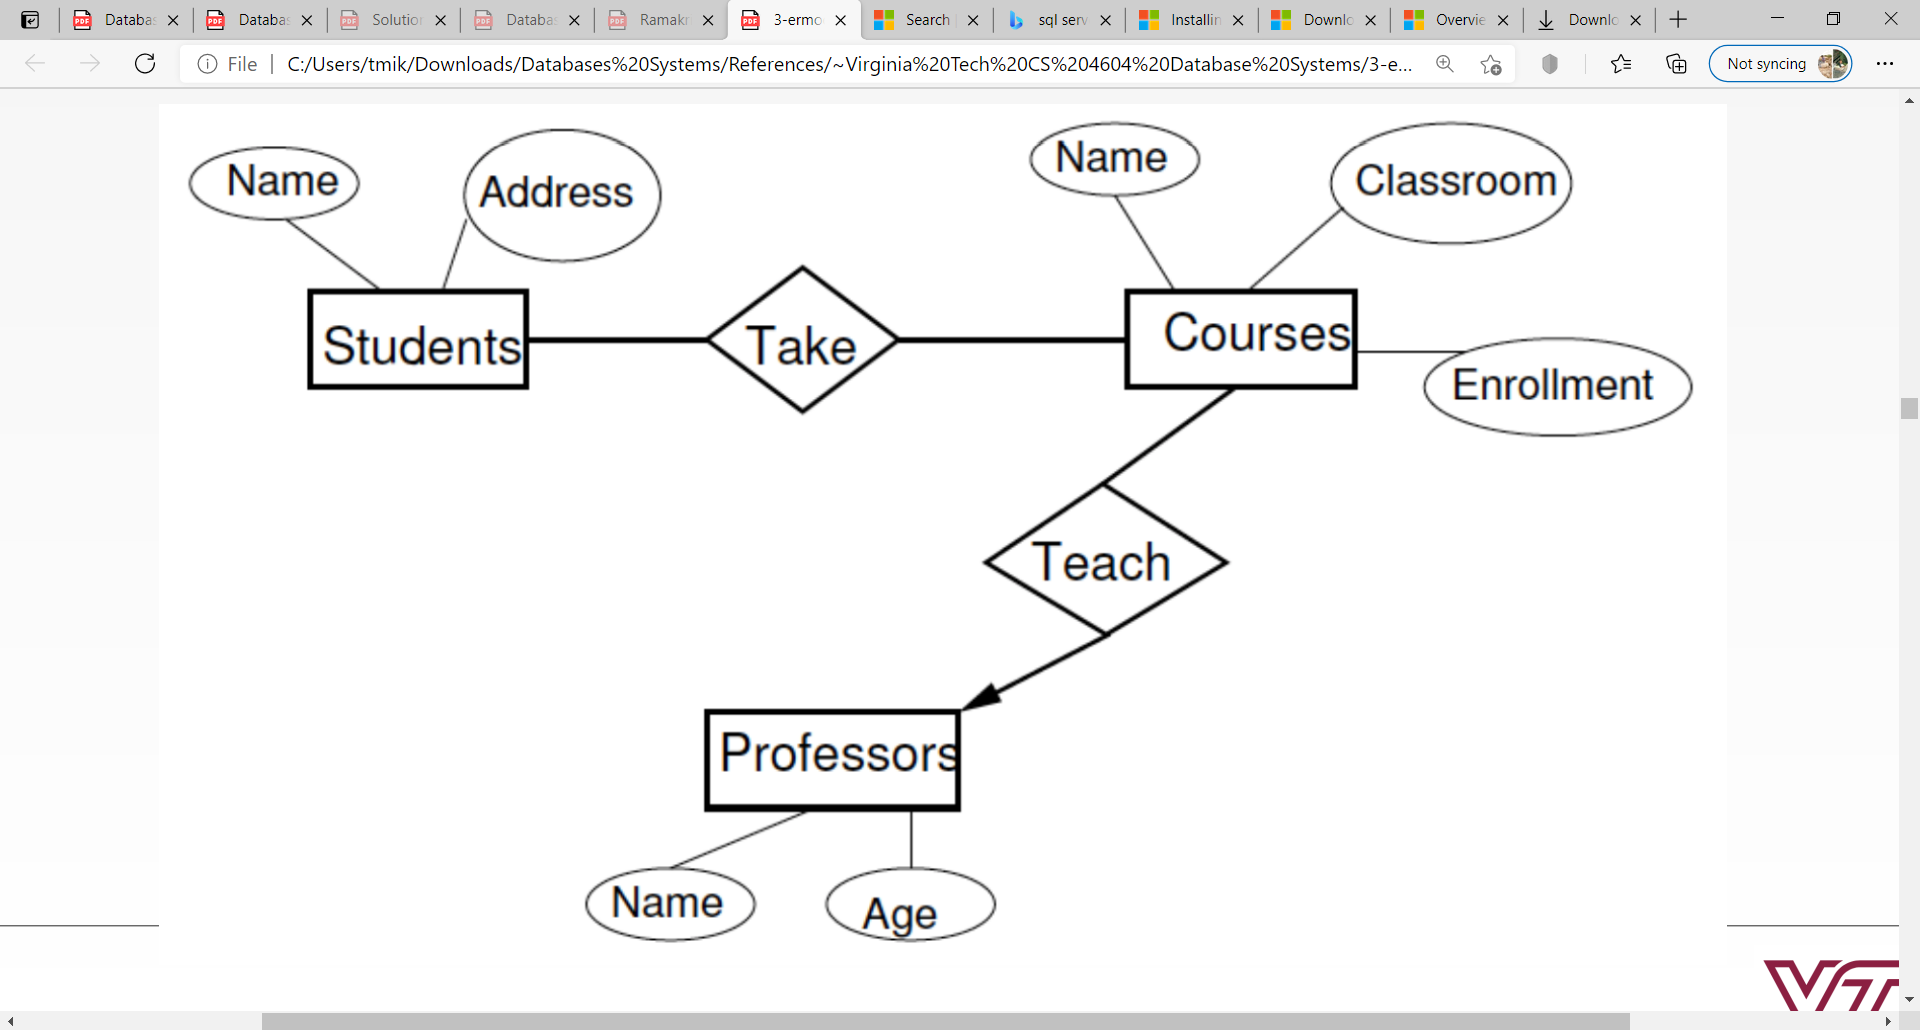 Databa
Databa
Solution
Databa
Ramakr
3-ermo
Search
sql serv
Installin
Downlo
Overvie
Downlo
File
C:/Users/tmik/Downloads/Databases%20Systems/References/~Virginia%20Tech%20CS%204604%20Database%20Systems/3-e...
Not syncing
Name
Address
Name
Classroom
Students
Take
Courses
Enrollment
Teach
Professors
Name
Age
VT